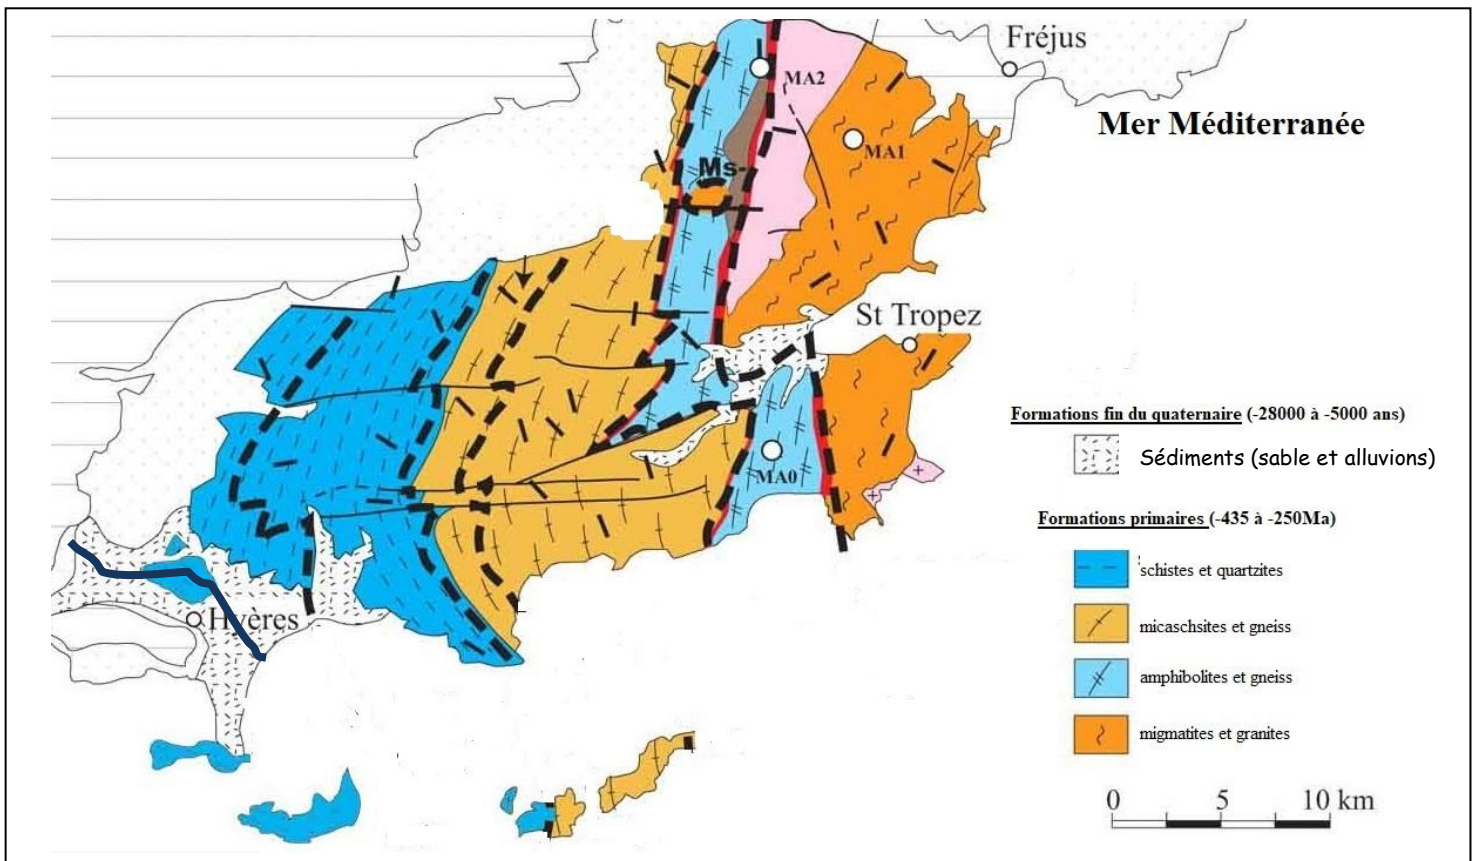 Fréjus
MA2
Mer Méditerranée
MA1
Ms
St Tropez
Formations fin du quaternaire (-28000 à -5000 ans)
Sédiments (sable et alluvions)
MA0
Formations primaires (-435 à -250Ma)
schistes et quartzites
Hyères
micaschsites et gneiss
amphibolites et gneiss
migmatites et granites
0 5 10 km